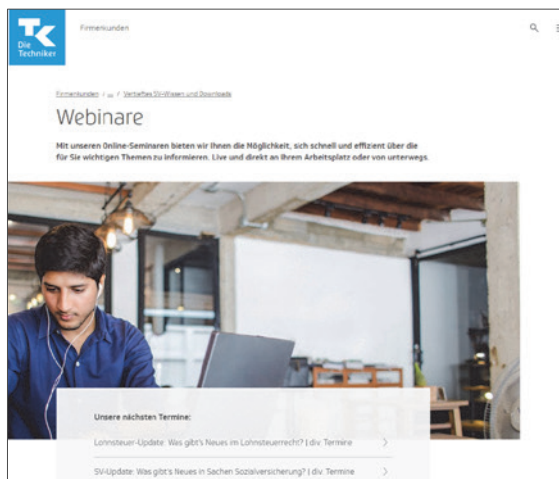 TK
Die
Techniker
Firmenkunden
Firmenkunden / ... / Vertieftes SV-Wissen und Downloads
Webinare
Mit unseren Online-Seminaren bieten wir Ihnen die Möglichkeit, sich schnell und effizient über die
für Sie wichtigen Themen zu informieren. Live und direkt an Ihrem Arbeitsplatz oder von unterwegs.
Unsere nächsten Termine:
Lohnsteuer-Update: Was gibt's Neues im Lohnsteuerrecht? | div. Termine
SV-Update: Was gibt's Neues in Sachen Sozialversicherung? | div. Termine